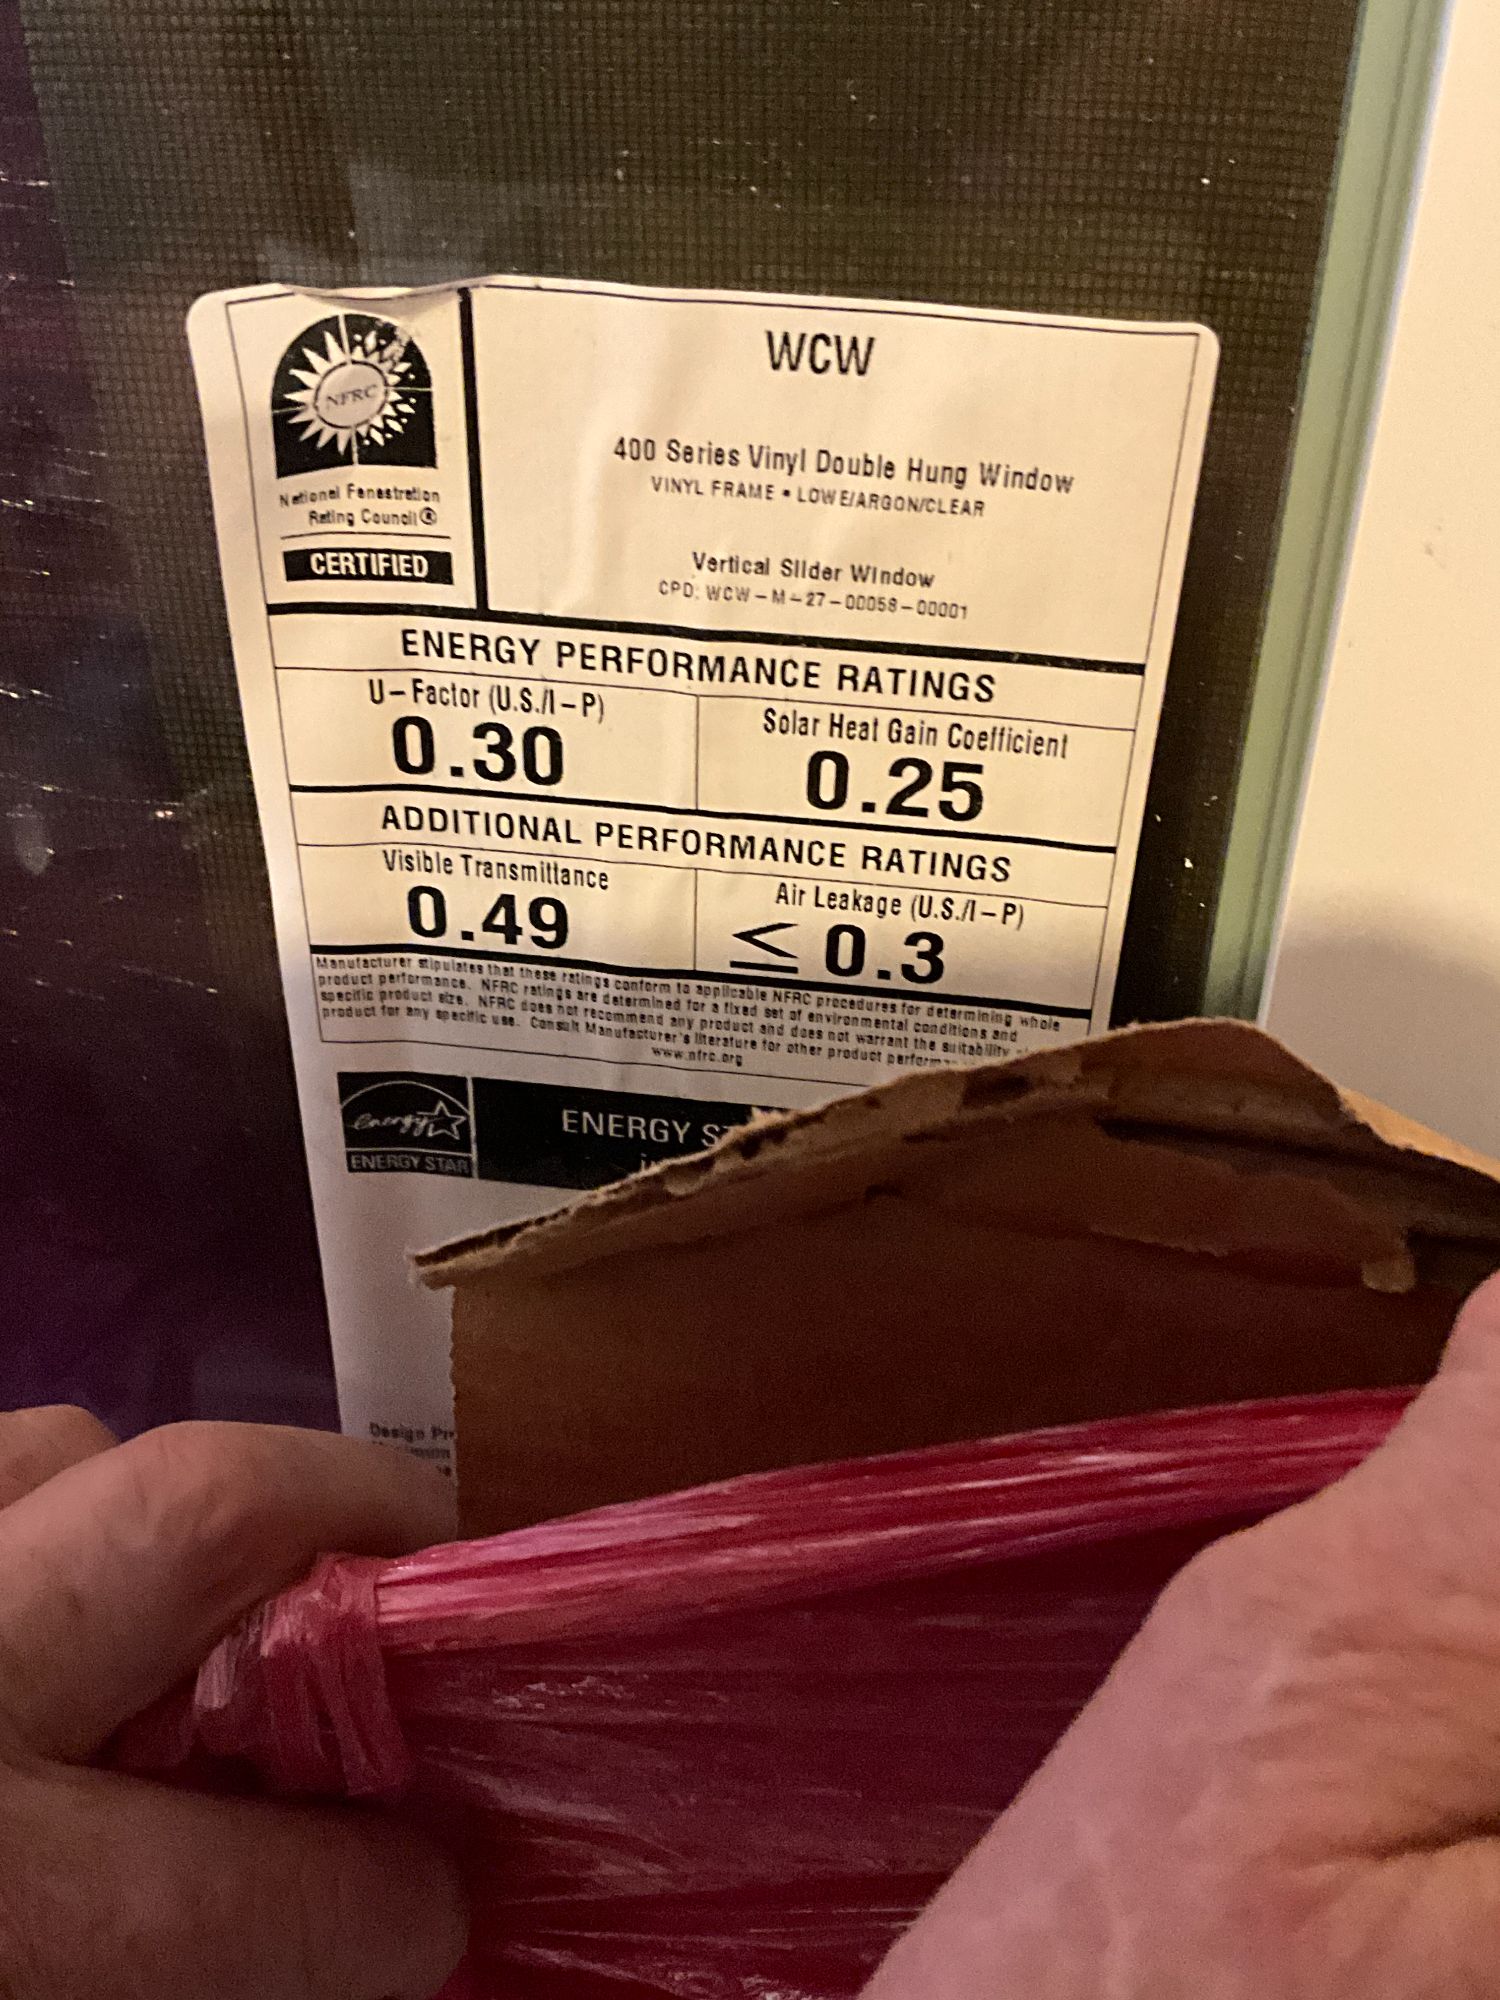 NFRC
National Fenestration
Rating Council®
CERTIFIED
WCW
400 Series Vinyl Double Hung Window
VINYL FRAME • LOW E/ARGON/CLEAR
Vertical Slider Window
CPD: WCW-M-27-00058-00001
ENERGY PERFORMANCE RATINGS
U-Factor (U.S./I-P)
0.30
Solar Heat Gain Coefficient
0.25
ADDITIONAL PERFORMANCE RATINGS
Visible Transmittance
0.49
Air Leakage (U.S./I-P)
≤ 0.3
Manufacturer stipulates that these ratings conform to applicable NFRC procedures for determining whole
product performance. NFRC ratings are determined for a fixed set of environmental conditions and
specific product size. NFRC does not recommend any product and does not warrant the suitability
product for any specific use. Consult Manufacturer's literature for other product
www.nfrc.org
energy
ENERGY STAR
ENERGY
Design